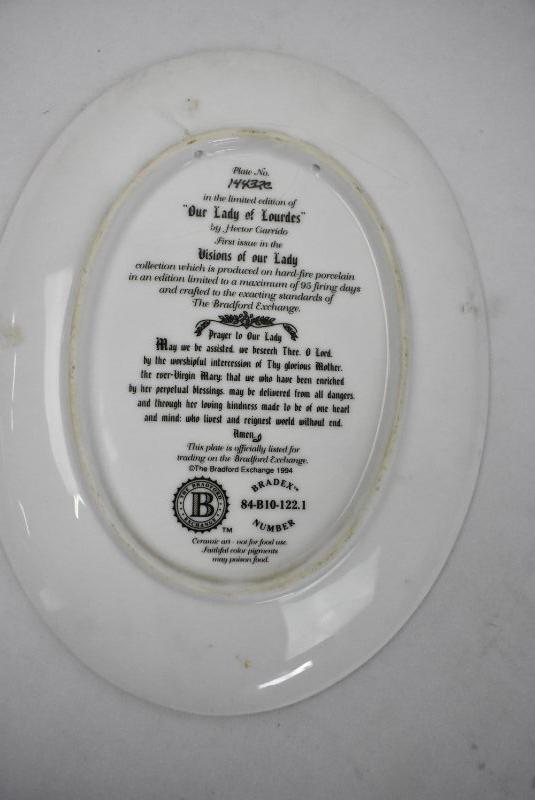 Plate No.
in the limited edition of
"Our Lady of Lourdes"
by Hector Garrido
First issue in the
Visions of our Lady
collection which is produced on hard-fire porcelain
in an edition limited to a maximum of 95 firing days
and crafted to the exacting standards of
The Bradford Exchange.
Prayer to Our Lady
May we be assisted, we beseech Thee, O Lord,
by the worshipful intercession of Thy glorious Mother,
the ever-Virgin Mary; that we who have been enriched
by her perpetual blessings, may be delivered from all dangers,
and through her loving kindness made to be of one heart
and mind: who livest and reignest world without end.
Amen
This plate is officially listed for
trading on the Bradford Exchange.
©The Bradford Exchange 1994
THE BRADFORD
B
EXCHANGE
TM
BRADEX™
84-B10-122.1
NUMBER
Ceramic art - not for food use.
Faithful color pigments
may poison food.